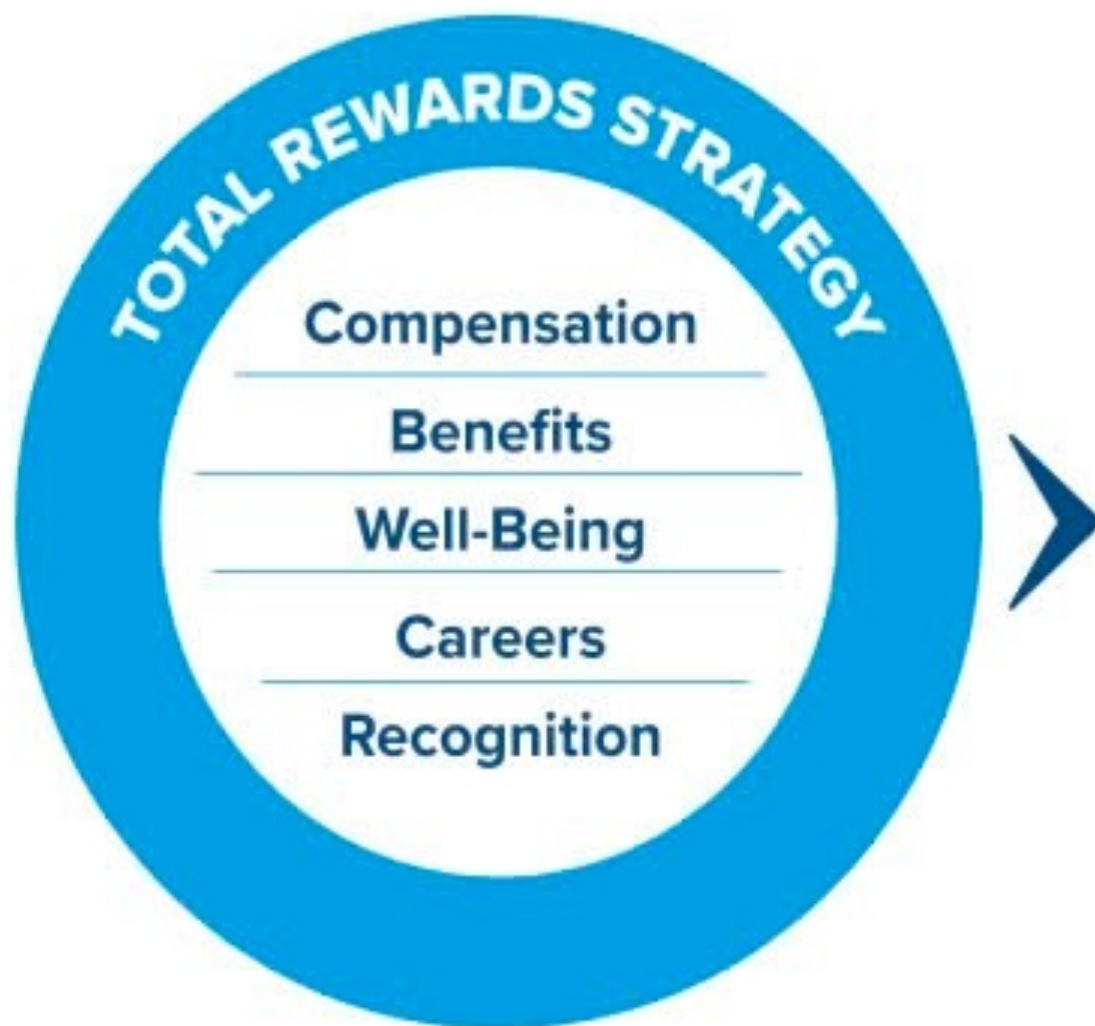 TOTAL REWARDS STRATEGY
Compensation
Benefits
Well-Being
Careers
Recognition